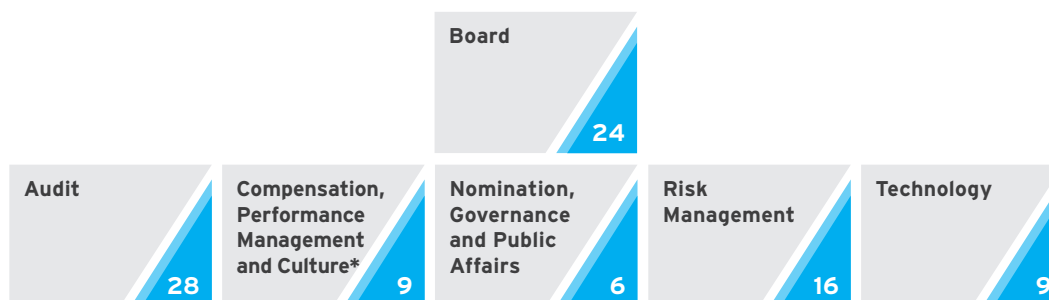 Board
24
Audit
28
Compensation,
Performance
Management
and Culture*
9
Nomination,
Governance
and Public
Affairs
6
Risk
Management
16
Technology
9